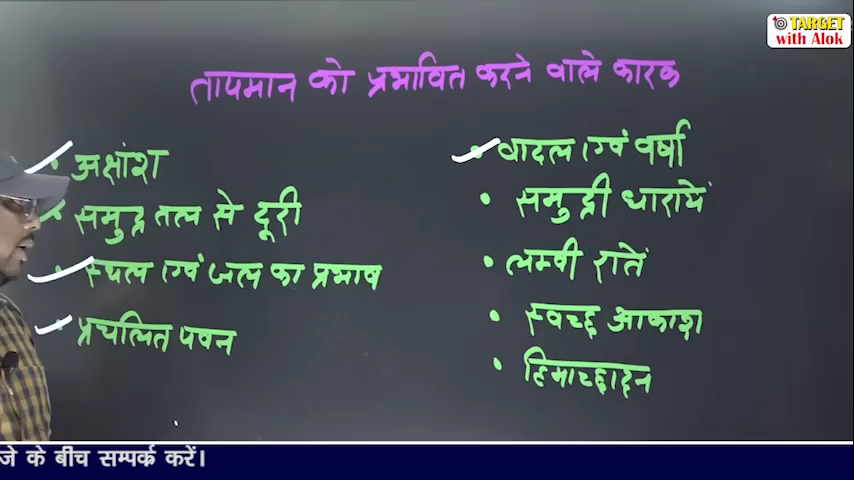 TARGET
with Alok
तापमान को प्रभावित करने वाले कारक
अक्षांश
समुद्र तल से दूरी
स्थल एवं जल का प्रभाव
प्रचलित पवन
बादल एवं वर्षा
समुद्री धारायें
लम्बी रातें
स्वच्छ आकाश
हिमाच्छादन
जे के बीच सम्पर्क करें।